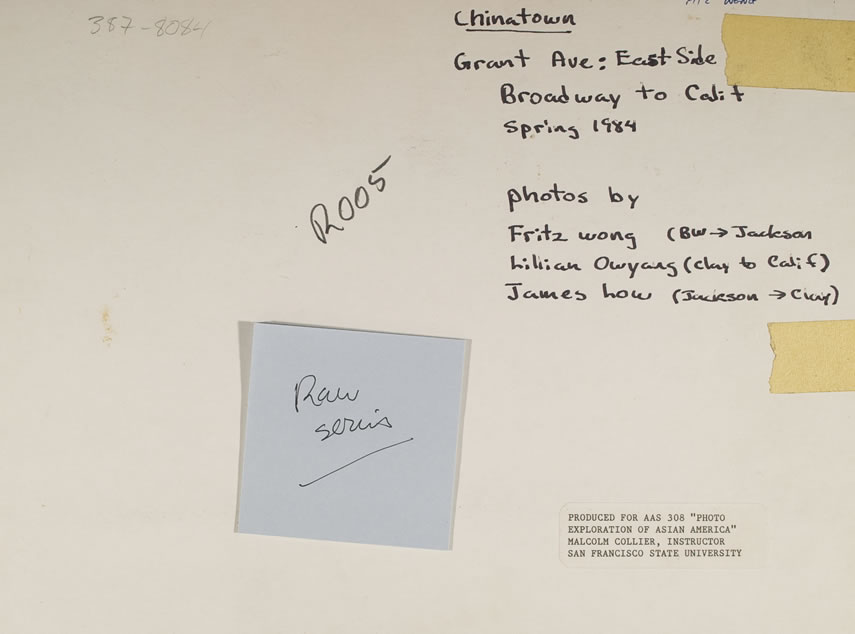 387-8084
Chinatown
Grant Ave: East Side
Broadway to Calif
Spring 1984
R005
photos by
Fritz wong (BW→Jackson
Lillian Owyang (Clay to Calif)
James Low (Jackson → Clay)
Raw
series
PRODUCED FOR AAS 308 "PHOTO
EXPLORATION OF ASIAN AMERICA"
MALCOLM COLLIER, INSTRUCTOR
SAN FRANCISCO STATE UNIVERSITY